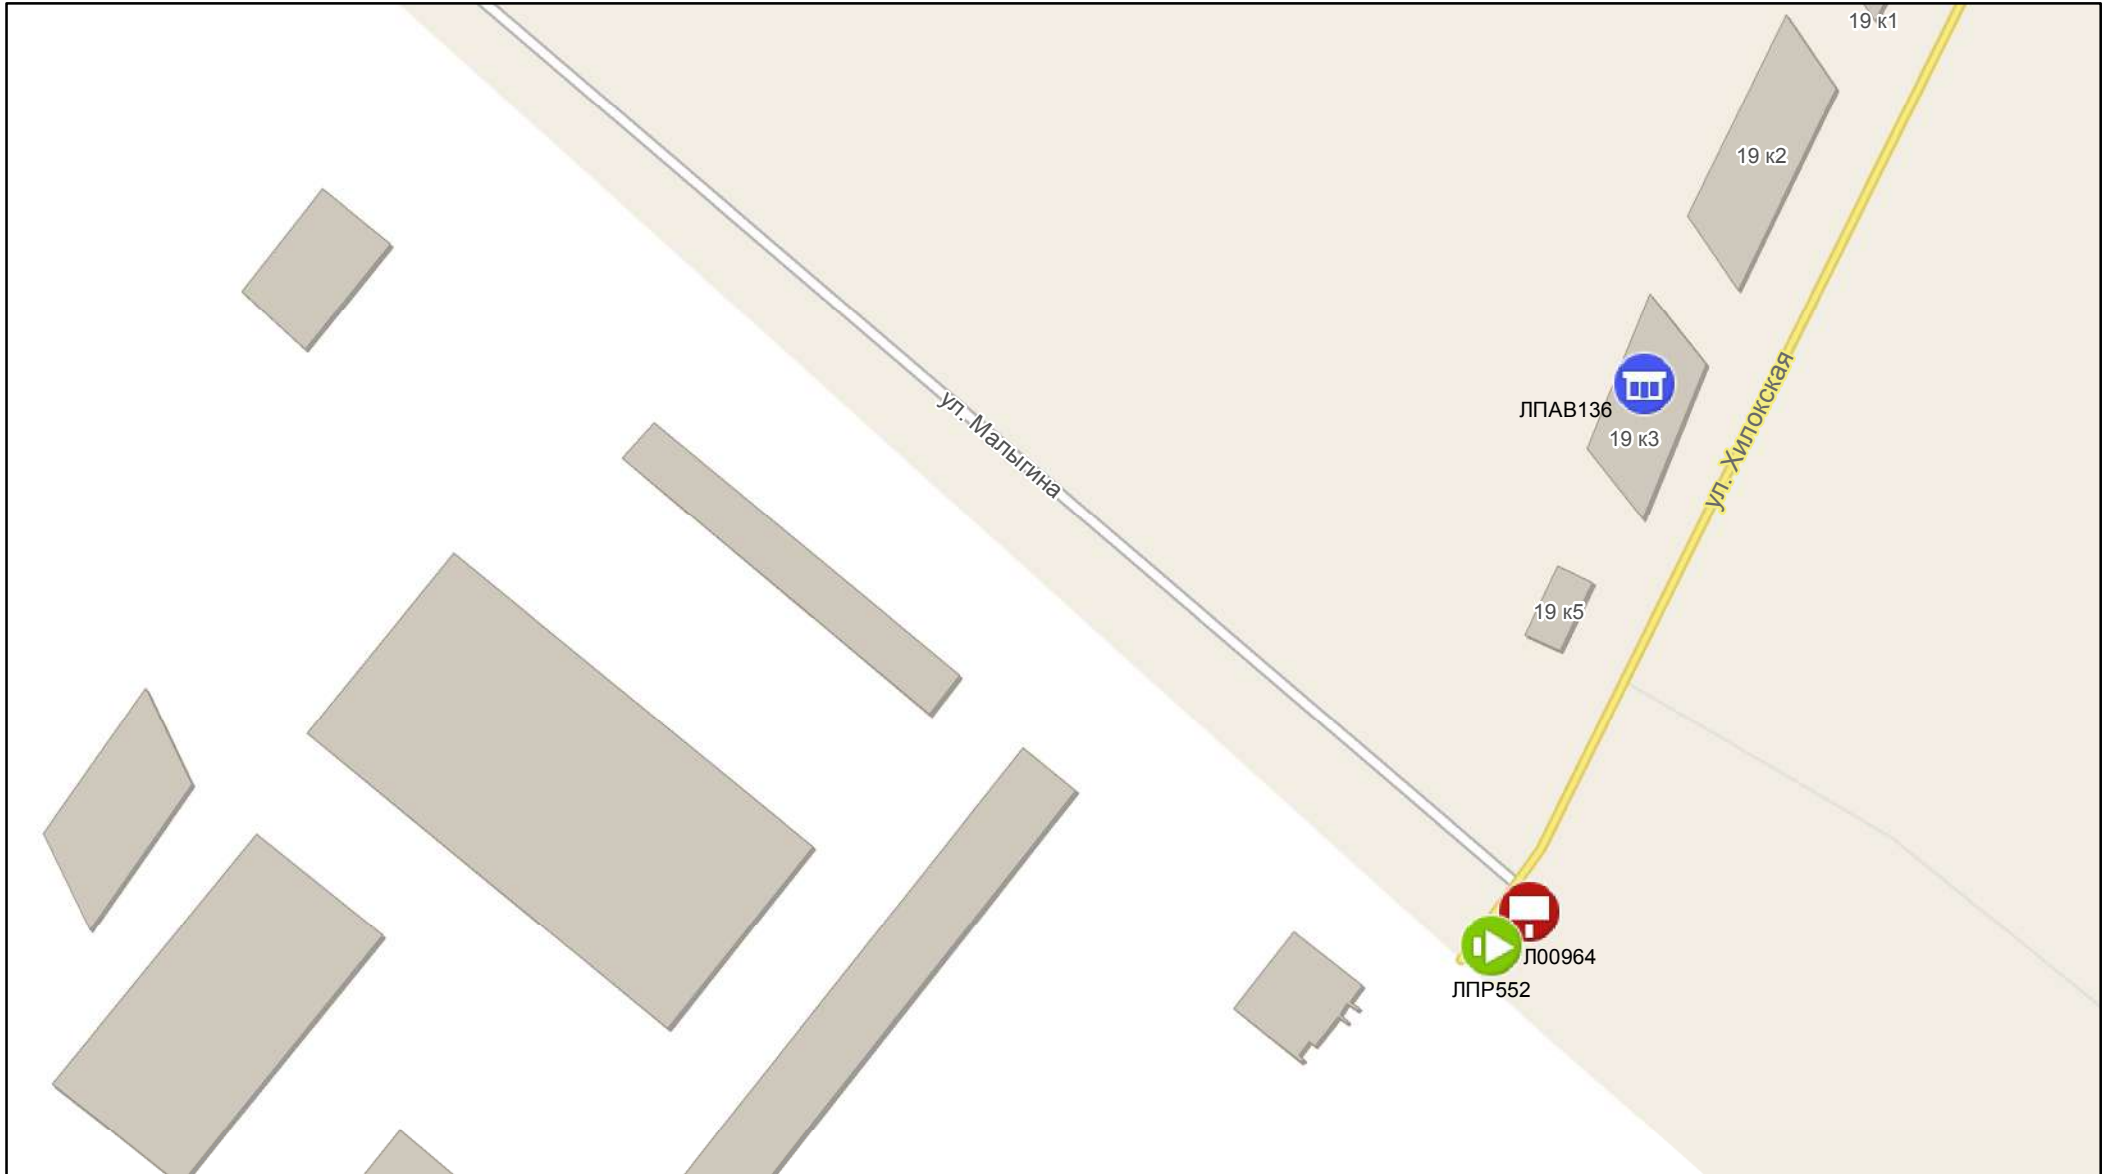 19 к1
19 к2
ул. Малыгина
ЛПАВ136
19 к3
ул. Хилокская
19 к5
Л00964
ЛПР552